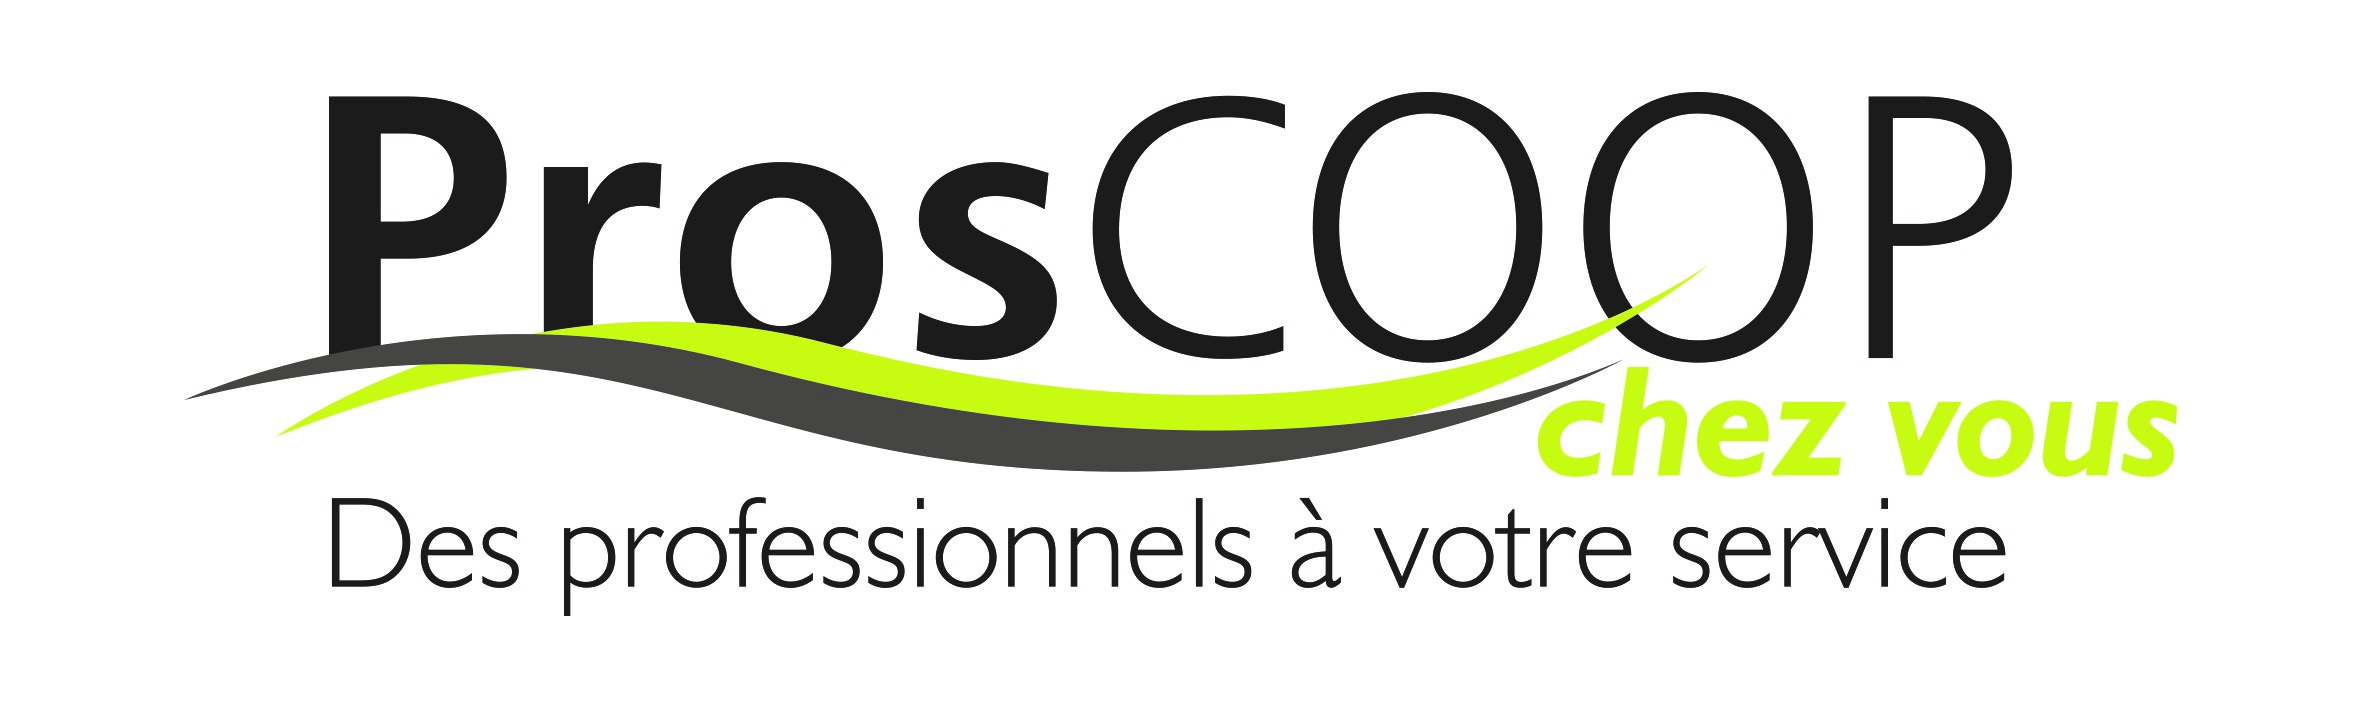 ProsCOOP
chez vous
Des professionnels à votre service